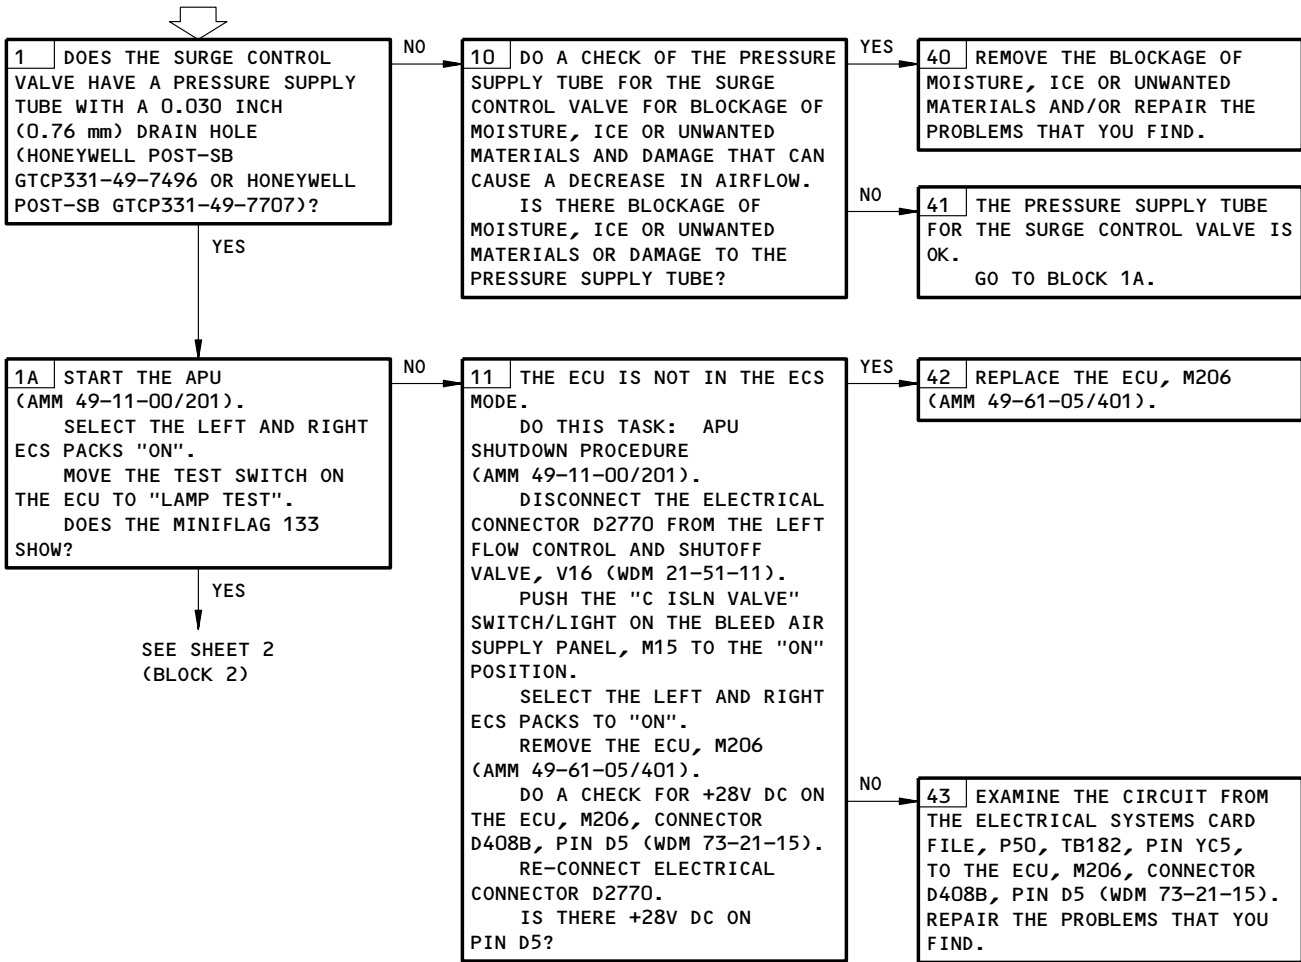 1 DOES THE SURGE CONTROL
VALVE HAVE A PRESSURE SUPPLY
TUBE WITH A 0.030 INCH
(0.76 mm) DRAIN HOLE
(HONEYWELL POST-SB
GTCP331-49-7496 OR HONEYWELL
POST-SB GTCP331-49-7707)?
NO
YES
10 DO A CHECK OF THE PRESSURE
SUPPLY TUBE FOR THE SURGE
CONTROL VALVE FOR BLOCKAGE OF
MOISTURE, ICE OR UNWANTED
MATERIALS AND DAMAGE THAT CAN
CAUSE A DECREASE IN AIRFLOW.
IS THERE BLOCKAGE OF
MOISTURE, ICE OR UNWANTED
MATERIALS OR DAMAGE TO THE
PRESSURE SUPPLY TUBE?
YES
40 REMOVE THE BLOCKAGE OF
MOISTURE, ICE OR UNWANTED
MATERIALS AND/OR REPAIR THE
PROBLEMS THAT YOU FIND.
NO
41 THE PRESSURE SUPPLY TUBE
FOR THE SURGE CONTROL VALVE IS
OK.
GO TO BLOCK 1A.
1A START THE APU
(AMM 49-11-00/201).
SELECT THE LEFT AND RIGHT
ECS PACKS "ON".
MOVE THE TEST SWITCH ON
THE ECU TO "LAMP TEST".
DOES THE MINIFLAG 133
SHOW?
NO
YES
SEE SHEET 2
(BLOCK 2)
11 THE ECU IS NOT IN THE ECS
MODE.
DO THIS TASK: APU
SHUTDOWN PROCEDURE
(AMM 49-11-00/201).
DISCONNECT THE ELECTRICAL
CONNECTOR D2770 FROM THE LEFT
FLOW CONTROL AND SHUTOFF
VALVE, V16 (WDM 21-51-11).
PUSH THE "C ISLN VALVE"
SWITCH/LIGHT ON THE BLEED AIR
SUPPLY PANEL, M15 TO THE "ON"
POSITION.
SELECT THE LEFT AND RIGHT
ECS PACKS TO "ON".
REMOVE THE ECU, M206
(AMM 49-61-05/401).
DO A CHECK FOR +28V DC ON
THE ECU, M206, CONNECTOR
D408B, PIN D5 (WDM 73-21-15).
RE-CONNECT ELECTRICAL
CONNECTOR D2770.
IS THERE +28V DC ON
PIN D5?
YES
42 REPLACE THE ECU, M206
(AMM 49-61-05/401).
NO
43 EXAMINE THE CIRCUIT FROM
THE ELECTRICAL SYSTEMS CARD
FILE, P50, TB182, PIN YC5,
TO THE ECU, M206, CONNECTOR
D408B, PIN D5 (WDM 73-21-15).
REPAIR THE PROBLEMS THAT YOU
FIND.